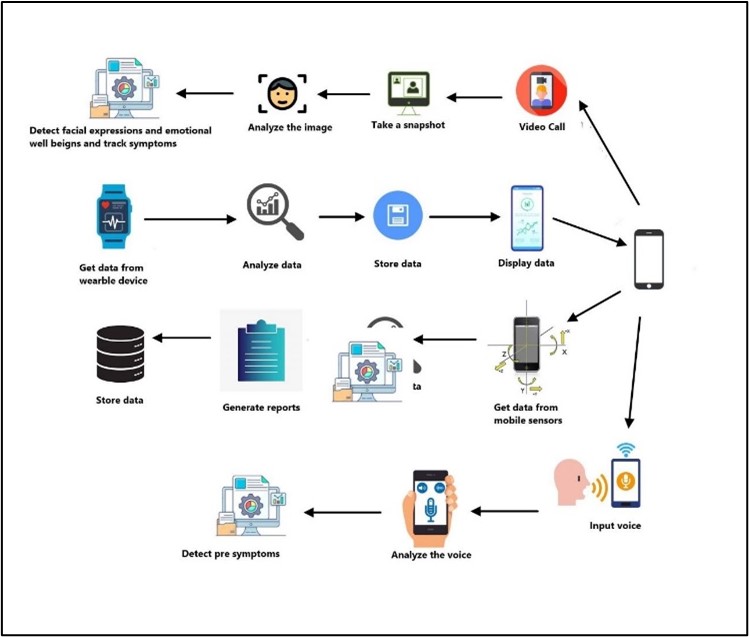 Detect facial expressions and emotional
well beigns and track symptoms
Analyze the image
Take a snapshot
Video Call
Get data from
wearble device
Analyze data
Store data
Display data
Store data
Generate reports
ta
Get data from
mobile sensors
Z
X
Y
Detect pre symptoms
Analyze the voice
Input voice